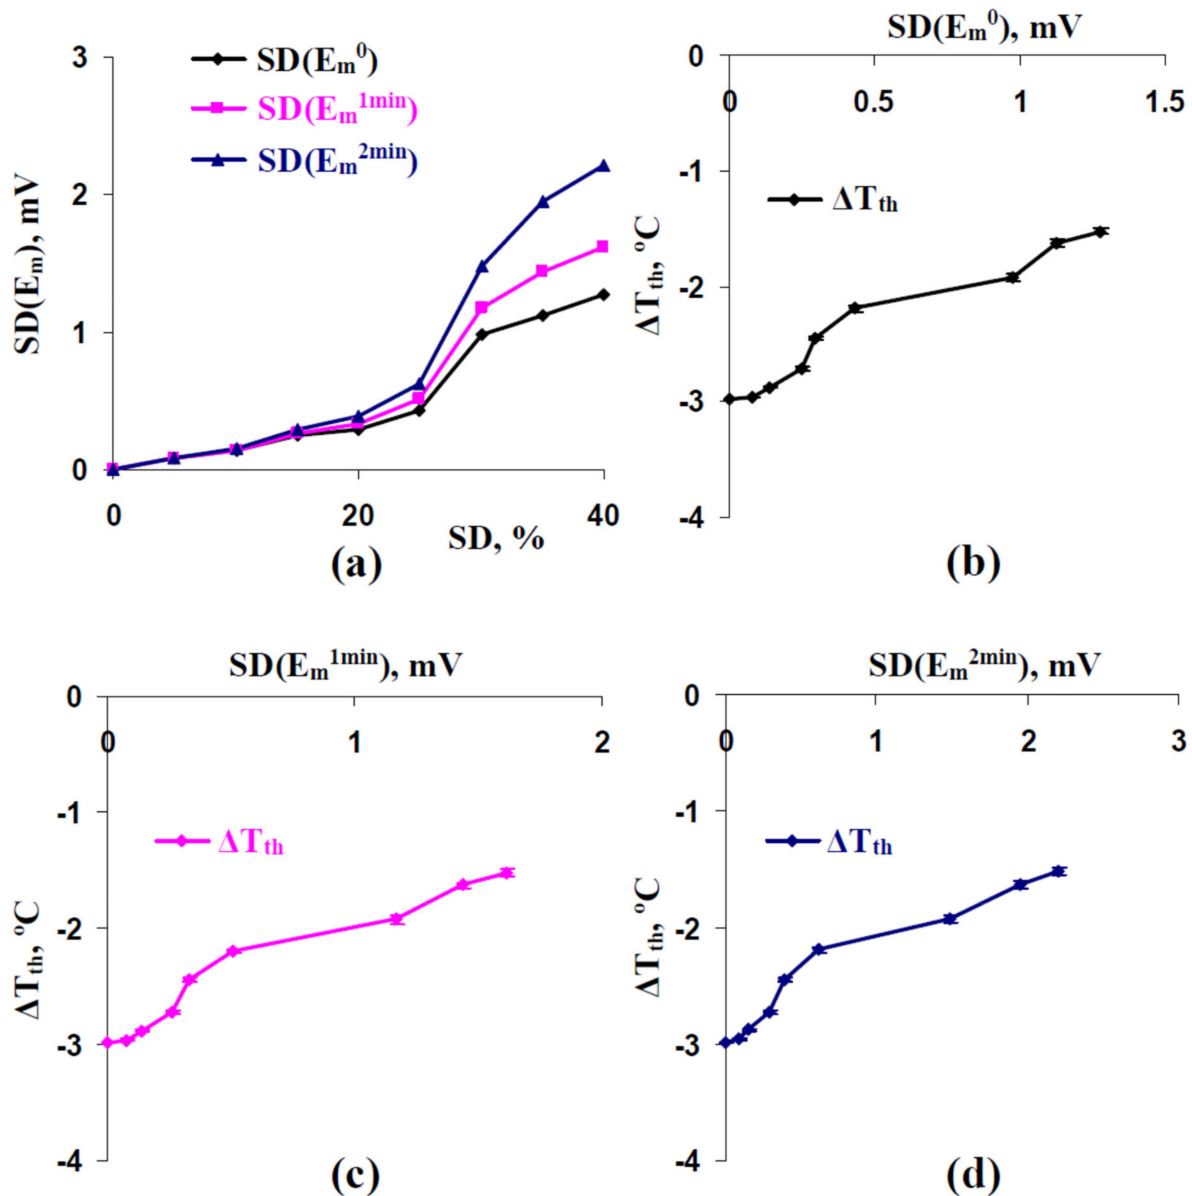 SD(Em0)
SD(Em1min)
SD(Em2min)
3
2
1
0
SD(Em), mV
0
20
40
SD, %
(a)
SD(Em0), mV
0
0
0.5
1
1.5
-1
-2
-3
-4
ΔTth, ºC
ΔTth
(b)
SD(Em1min), mV
0
0
1
2
-1
-2
-3
-4
ΔTth, ºC
ΔTth
(c)
SD(Em2min), mV
0
0
1
2
3
-1
-2
-3
-4
ΔTth, ºC
ΔTth
(d)